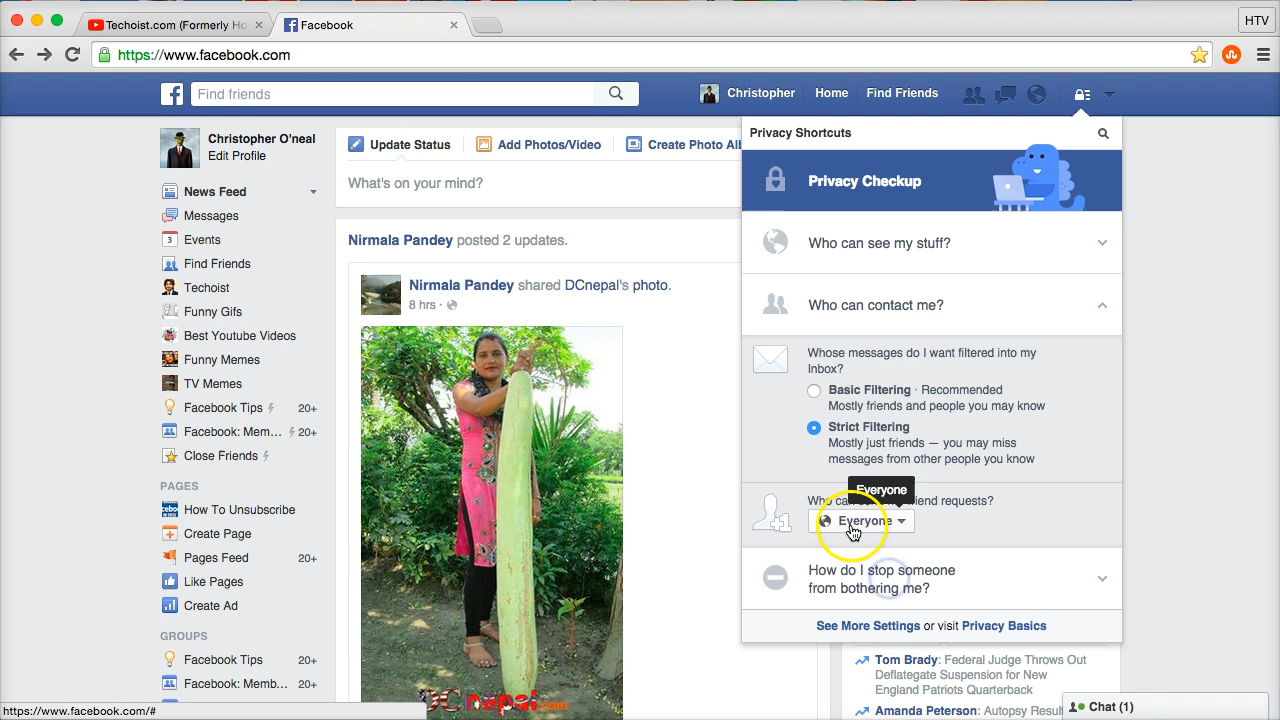 Techoist.com (Formerly Ho
Facebook
HTV
https://www.facebook.com
Find friends
Christopher
Home
Find Friends
Christopher O'neal
Edit Profile
News Feed
Messages
3 Events
Find Friends
Techoist
Funny Gifs
Best Youtube Videos
Funny Memes
TV Memes
Facebook Tips 20+
Facebook: Mem... 20+
Close Friends
PAGES
How To Unsubscribe
Create Page
Pages Feed 20+
Like Pages
Create Ad
GROUPS
Facebook Tips 20+
Facebook: Memb... 20+
Update Status
Add Photos/Video
Create Photo Al
What's on your mind?
Nirmala Pandey posted 2 updates.
Nirmala Pandey shared DCnepal's photo.
8 hrs ·
DCnepal.com
Privacy Shortcuts
Privacy Checkup
Who can see my stuff?
Who can contact me?
Whose messages do I want filtered into my
Inbox?
Basic Filtering · Recommended
Mostly friends and people you may know
Strict Filtering
Mostly just friends — you may miss
messages from other people you know
Everyone
Who can end requests?
Everyone
How do I stop someone
from bothering me?
See More Settings or visit Privacy Basics
Tom Brady: Federal Judge Throws Out
Deflategate Suspension for New
England Patriots Quarterback
Amanda Peterson: Autopsy Resul
Chat (1)
https://www.facebook.com/#